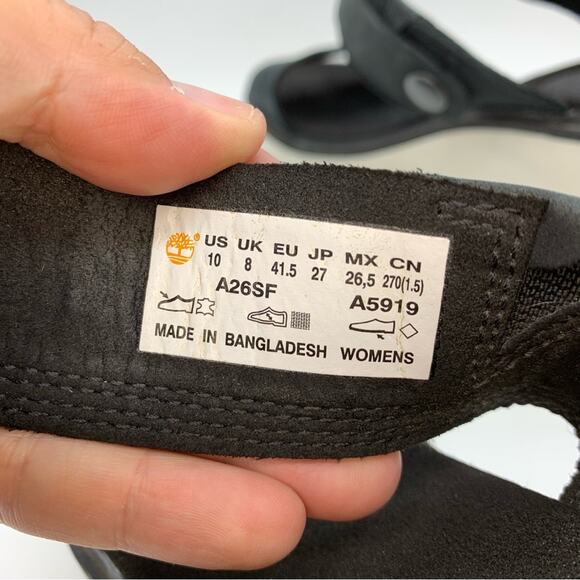 ® US UK EU JP MX CN
10 8 41.5 27 26,5 270(1.5)
A26SF A5919
MADE IN BANGLADESH WOMENS